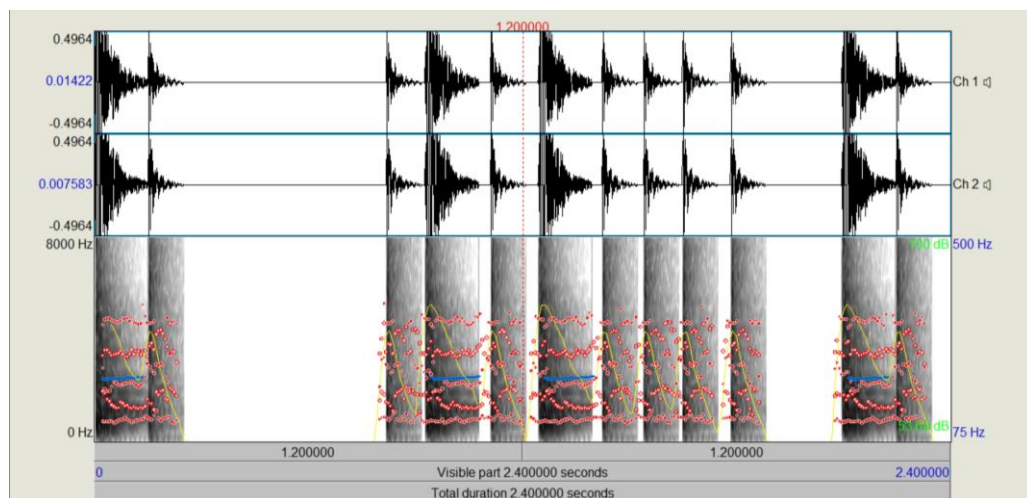 1.200000
0.4964
0.01422 Ch 1
-0.4964
0.4964
0.007583 Ch 2
-0.4964
8000 Hz 100 dB 500 Hz
0 Hz 75 Hz
1.200000 1.200000
0 Visible part 2.400000 seconds 2.400000
Total duration 2.400000 seconds